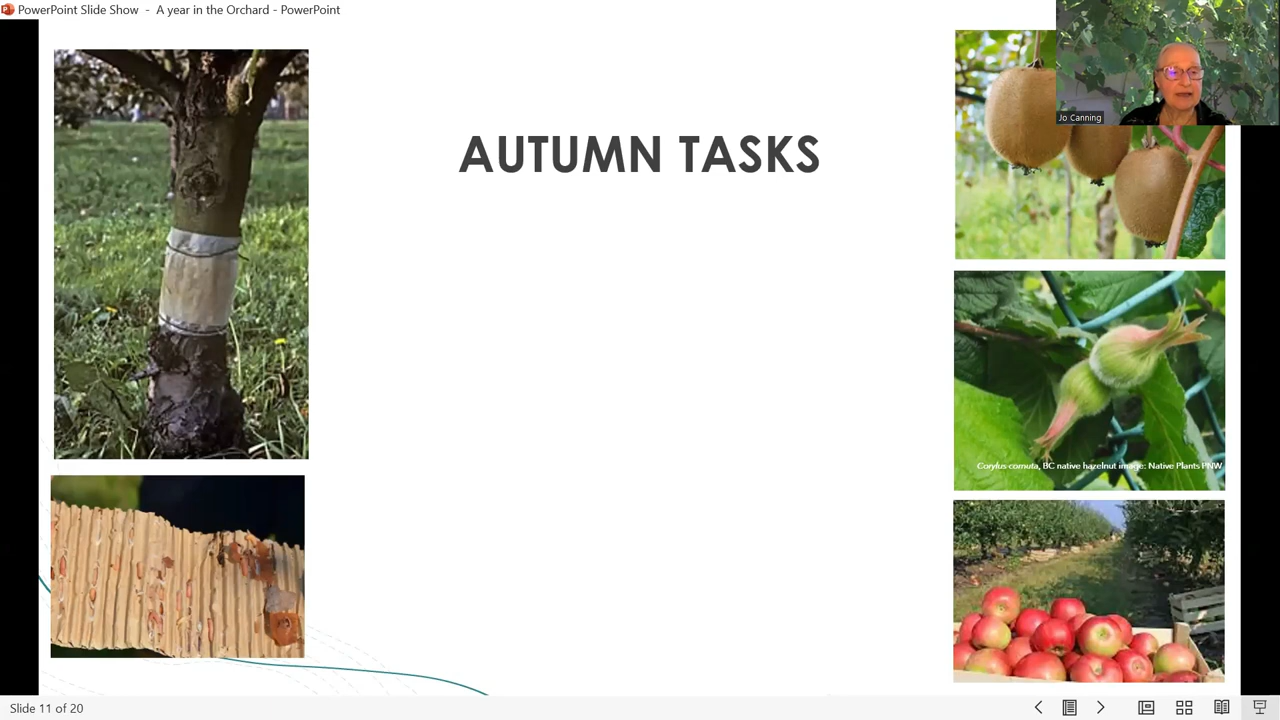 PowerPoint Slide Show - A year in the Orchard - PowerPoint
Jo Canning
AUTUMN TASKS
Corylus cornuta, BC native hazelnut image: Native Plants PNW
Slide 11 of 20